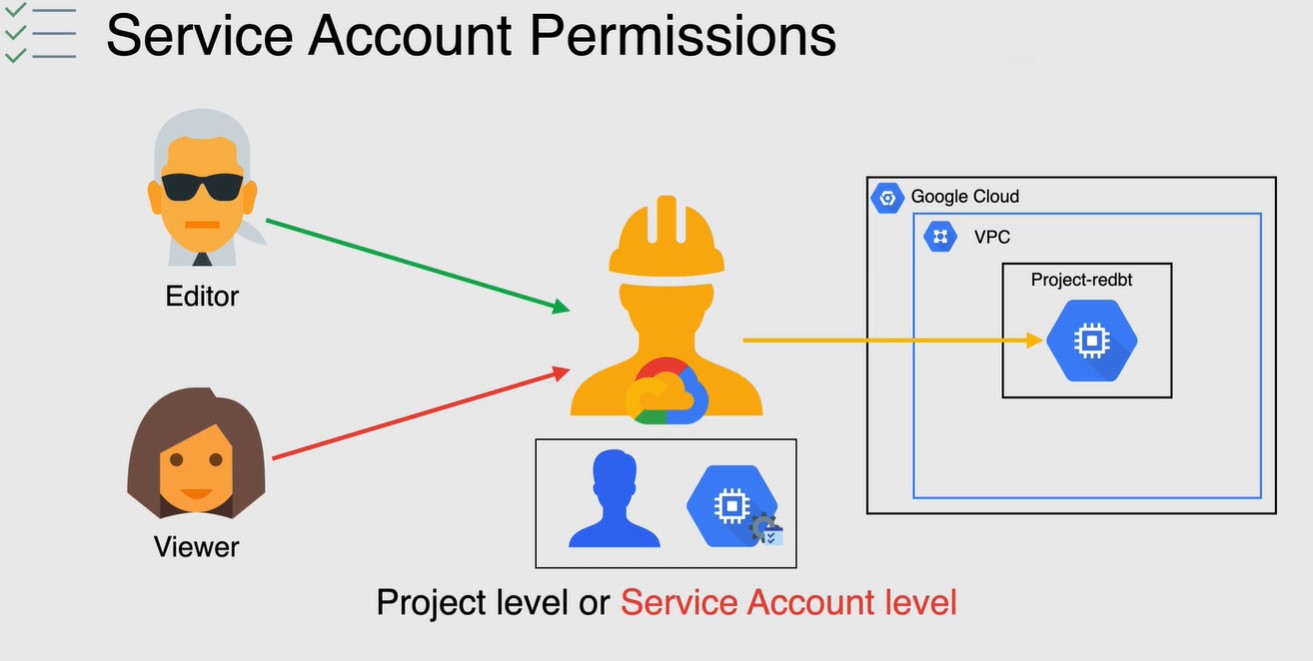 Service Account Permissions
Editor
Viewer
Google Cloud
VPC
Project-redbt
Project level or Service Account level